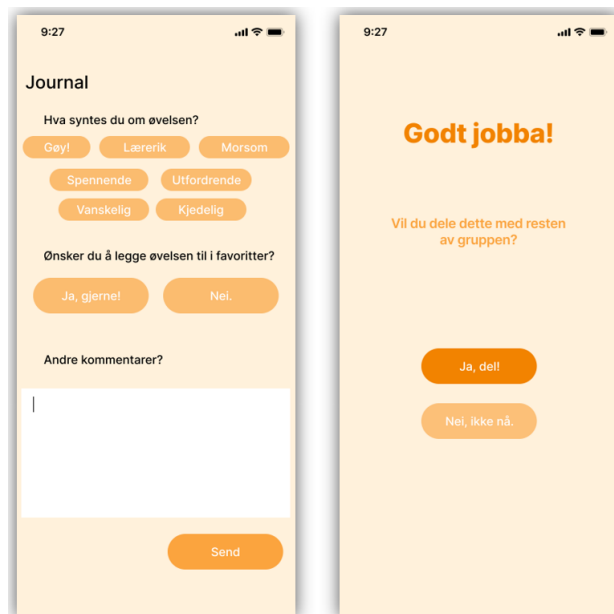 9:27
Journal
Hva syntes du om øvelsen?
Gøy! Lærerik Morsom
Spennende Utfordrende
Vanskelig Kjedelig
Ønsker du å legge øvelsen til i favoritter?
Ja, gjerne! Nei.
Andre kommentarer?
Send
9:27
Godt jobba!
Vil du dele dette med resten
av gruppen?
Ja, del!
Nei, ikke nå.